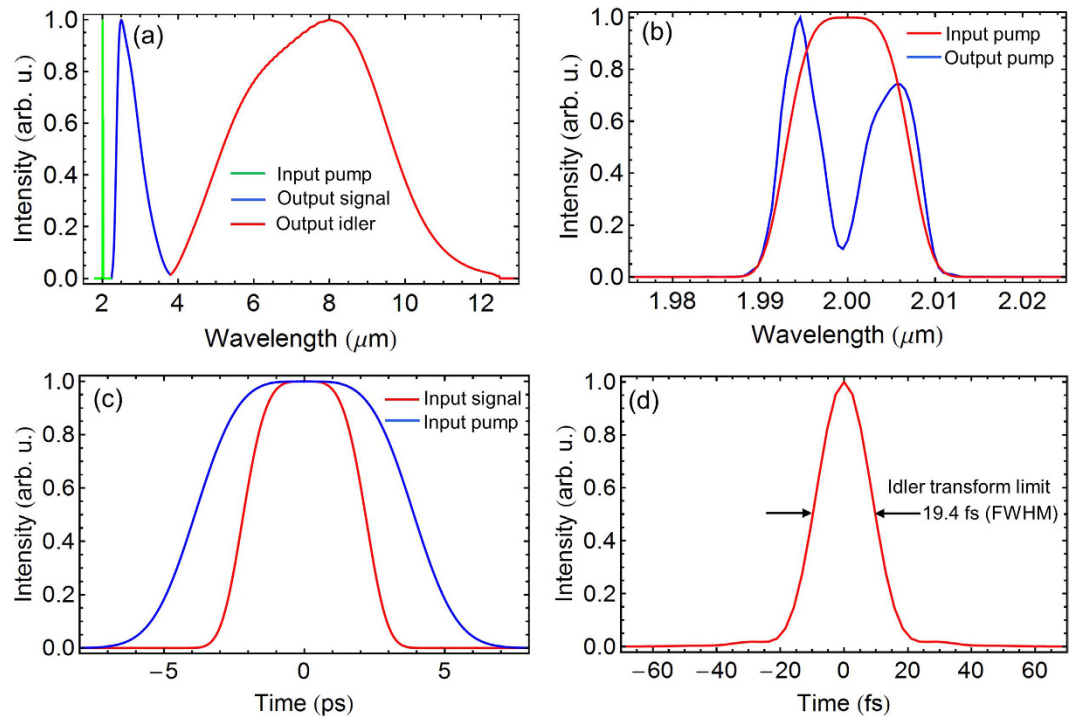 (a)
Intensity (arb. u.)
1.0
0.8
0.6
0.4
0.2
0.0
Input pump
Output signal
Output idler
2 4 6 8 10 12
Wavelength (μm)
(b)
Intensity (arb. u.)
1.0
0.8
0.6
0.4
0.2
0.0
Input pump
Output pump
1.98 1.99 2.00 2.01 2.02
Wavelength (μm)
(c)
Intensity (arb. u.)
1.0
0.8
0.6
0.4
0.2
0.0
Input signal
Input pump
−5 0 5
Time (ps)
(d)
Intensity (arb. u.)
1.0
0.8
0.6
0.4
0.2
0.0
Idler transform limit
19.4 fs (FWHM)
−60 −40 −20 0 20 40 60
Time (fs)